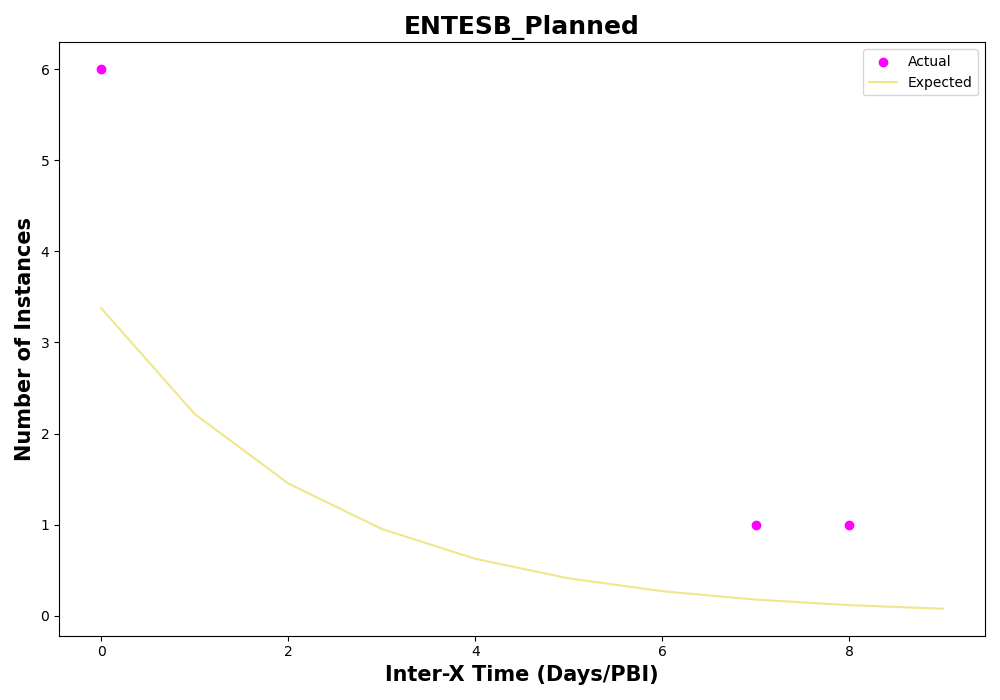 ENTESB_Planned
Actual
Expected
Number of Instances
6
5
4
3
2
1
0
0
2
4
6
8
Inter-X Time (Days/PBI)